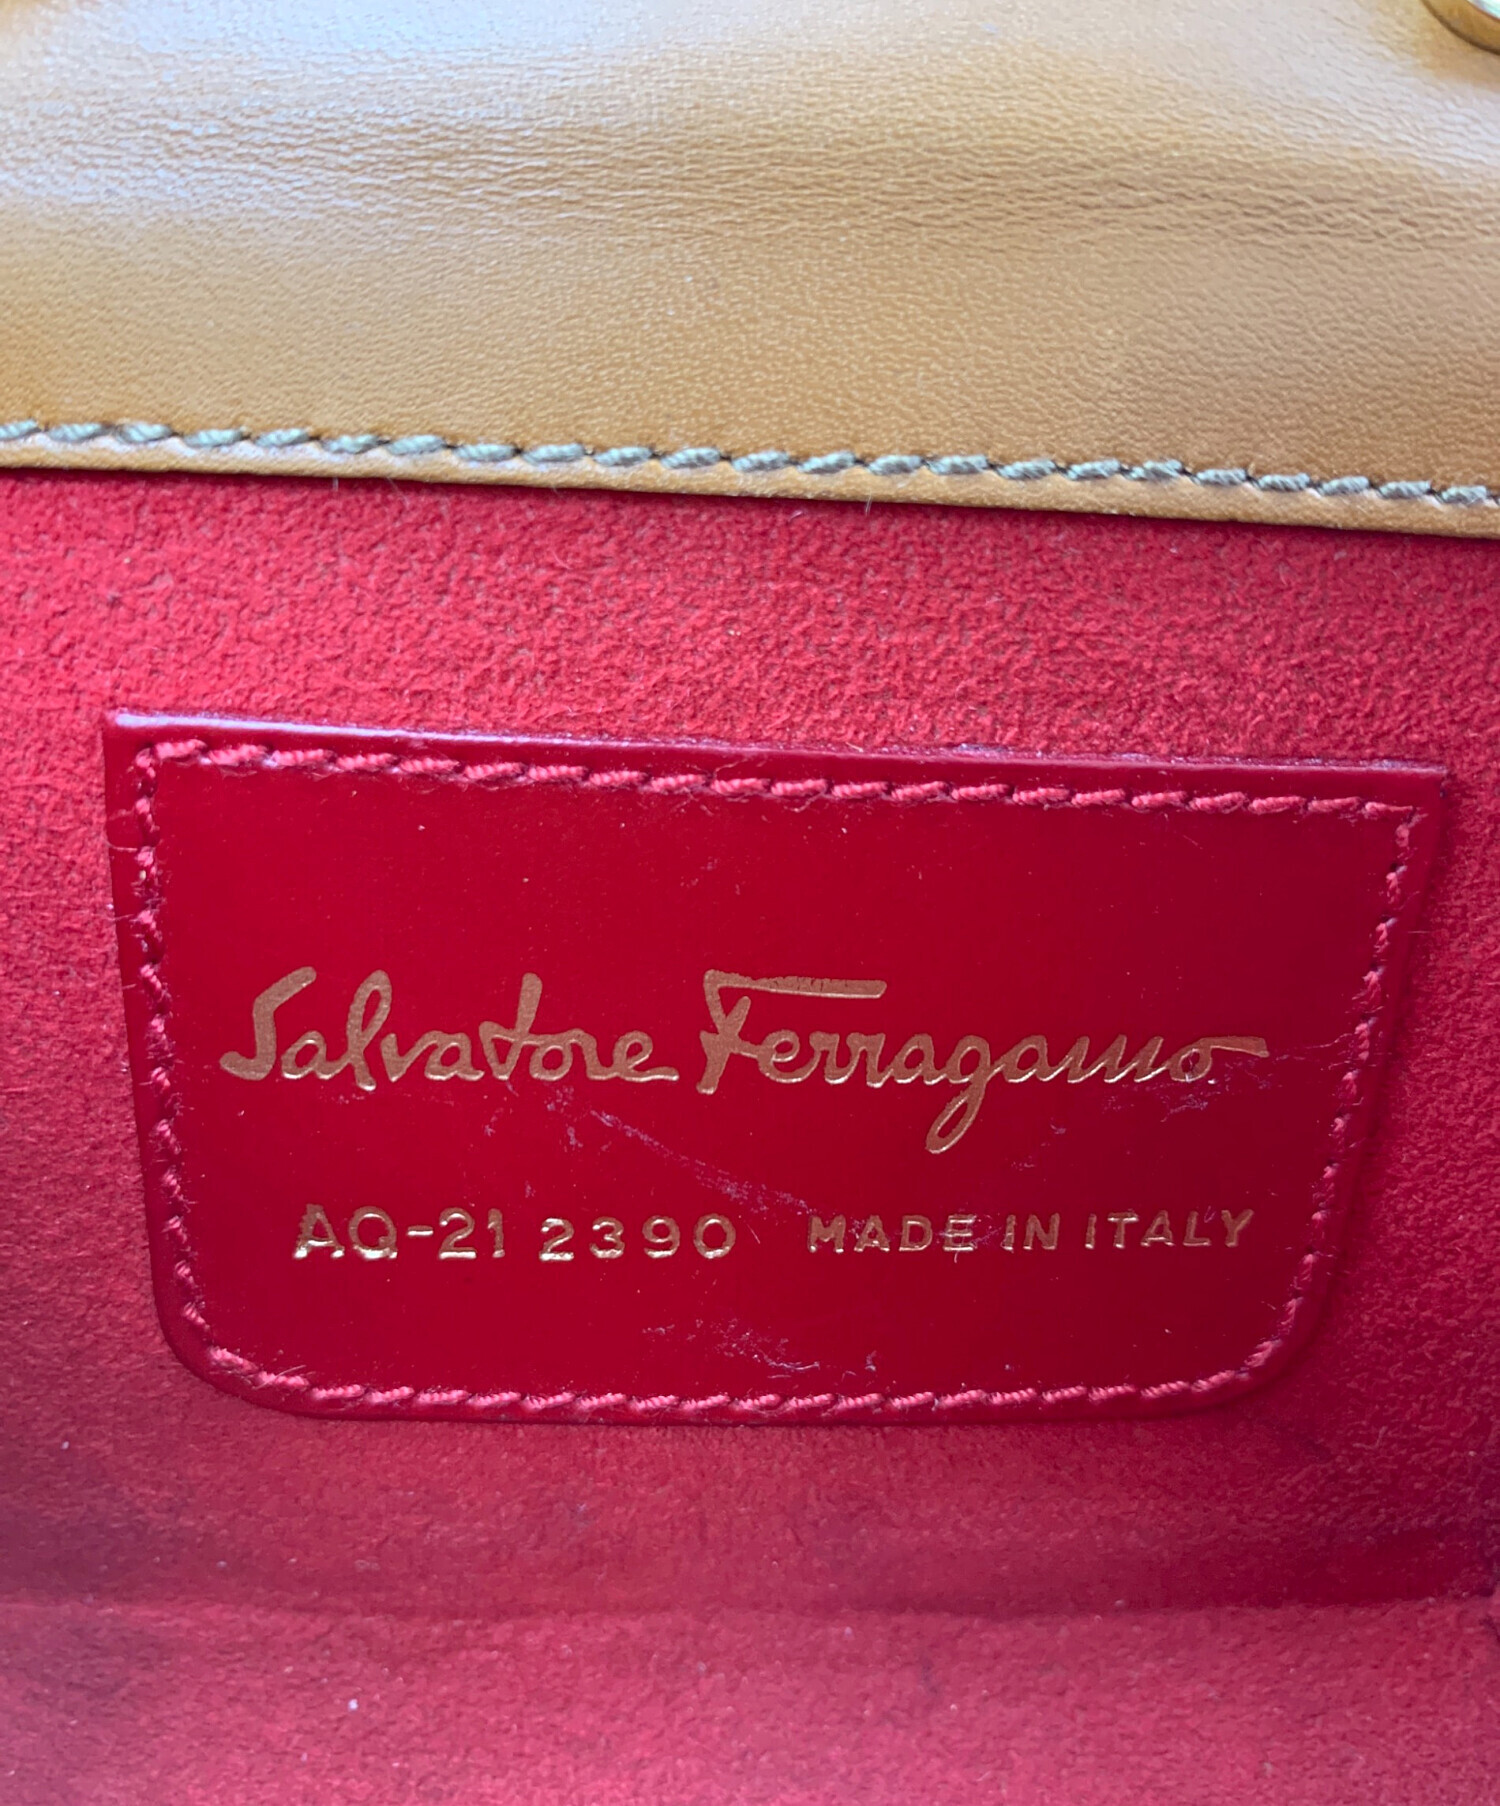 Salvatore Ferragamo
AQ-21 2390 MADE IN ITALY